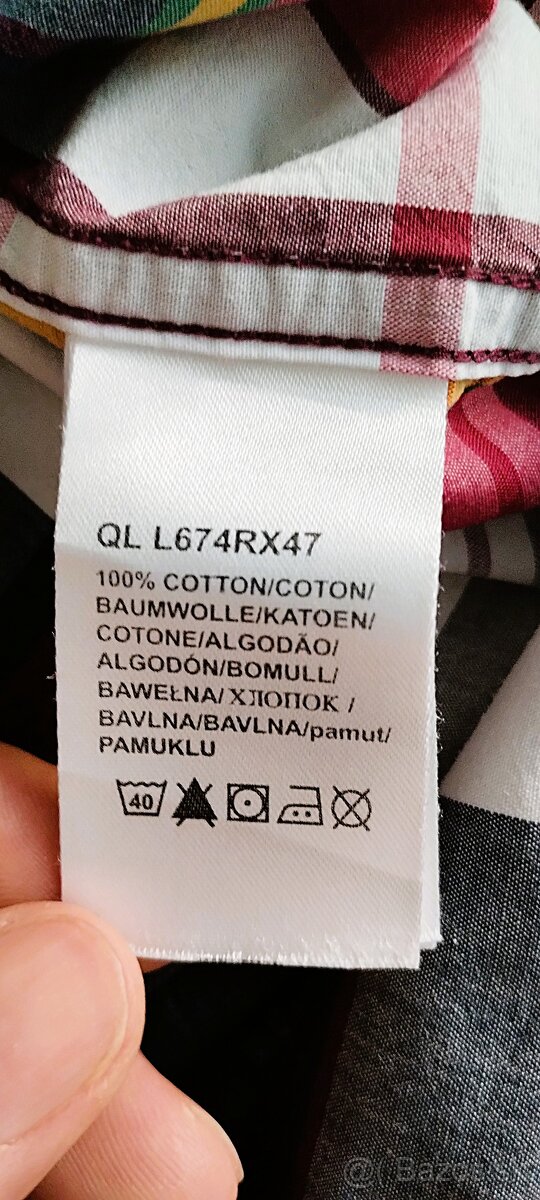 QL L674RX47
100% COTTON/COTON/
BAUMWOLLE/KATOEN/
COTONE/ALGODÃO/
ALGODÓN/BOMULL/
BAWEŁNA/ХЛОПОК /
BAVLNA/BAVLNA/pamut/
PAMUKLU
40